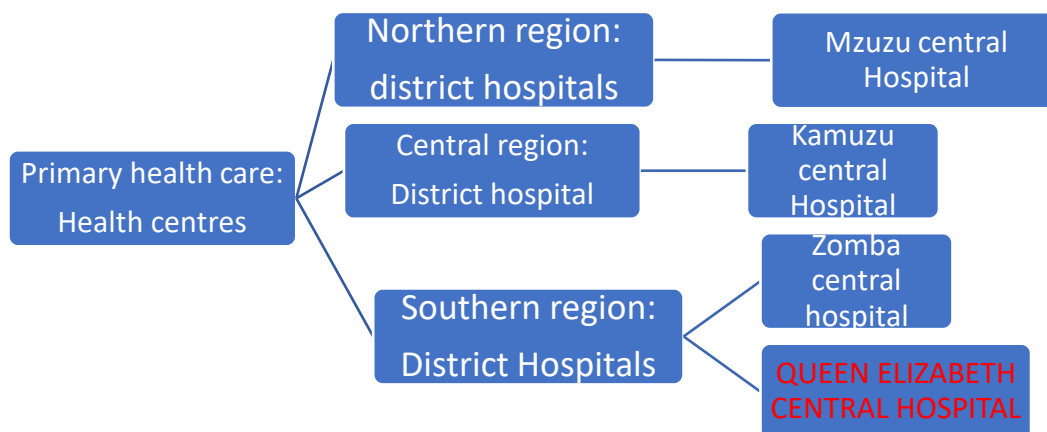 Primary health care:
Health centres
Northern region:
district hospitals
Mzuzu central
Hospital
Central region:
District hospital
Kamuzu
central
Hospital
Southern region:
District Hospitals
Zomba
central
hospital
QUEEN ELIZABETH
CENTRAL HOSPITAL